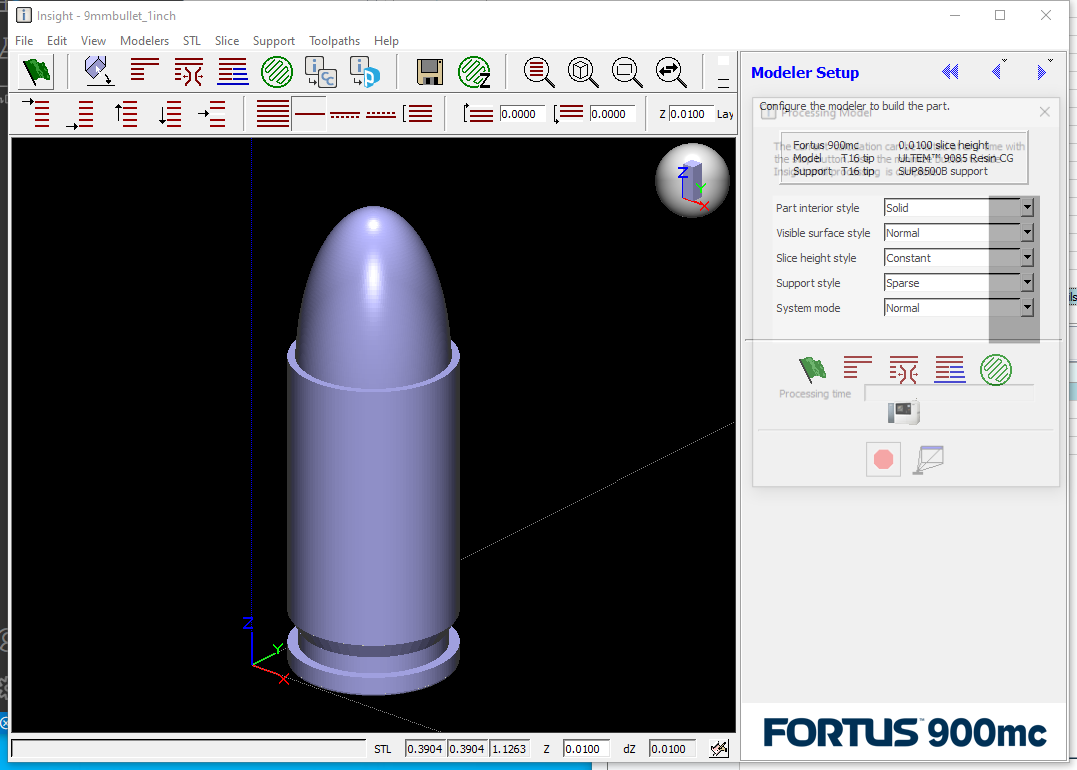 Insight - 9mmbullet_1inch
File Edit View Modelers STL Slice Support Toolpaths Help
0.0000 0.0000 Z 0.0100 Lay
Z
Y
X
Z
Y
X
STL 0.3904 0.3904 1.1263 Z 0.0100 dZ 0.0100
Modeler Setup
Configure the modeler to build the part.
Processing Model
Fortus 900mc 0.0100 slice height
Model T16 tip ULTEM™ 9085 Resin CG
Support T16 tip SUP8500B support
Part interior style Solid
Visible surface style Normal
Slice height style Constant
Support style Sparse
System mode Normal
Processing time
FORTUS™ 900mc